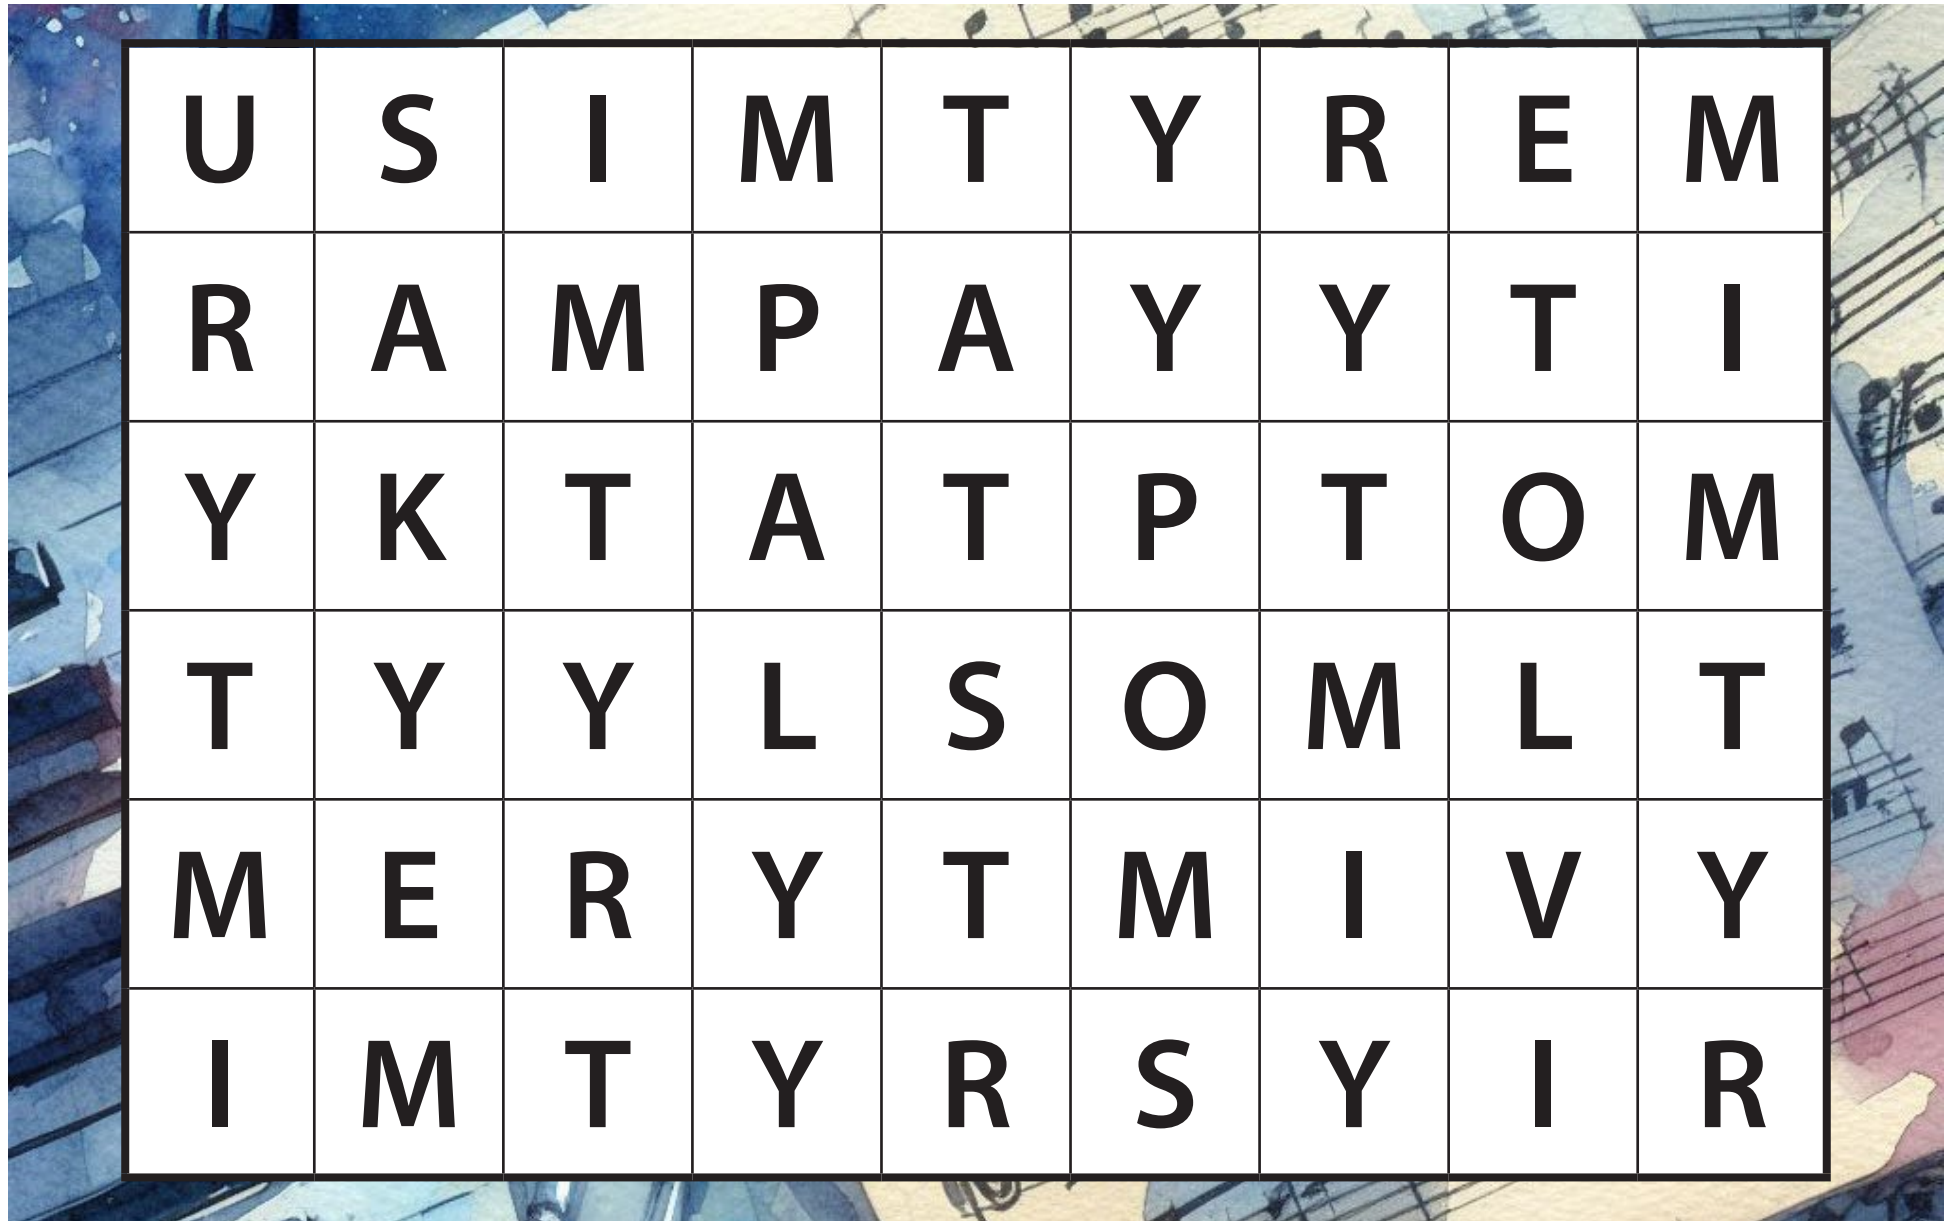 U S I M T Y R E M
R A M P A Y Y T I
Y K T A T P T O M
T Y Y L S O M L T
M E R Y T M I V Y
I M T Y R S Y I R